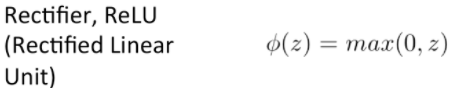 Rectifier, ReLU
(Rectified Linear
Unit)
ϕ(z) = max(0, z)